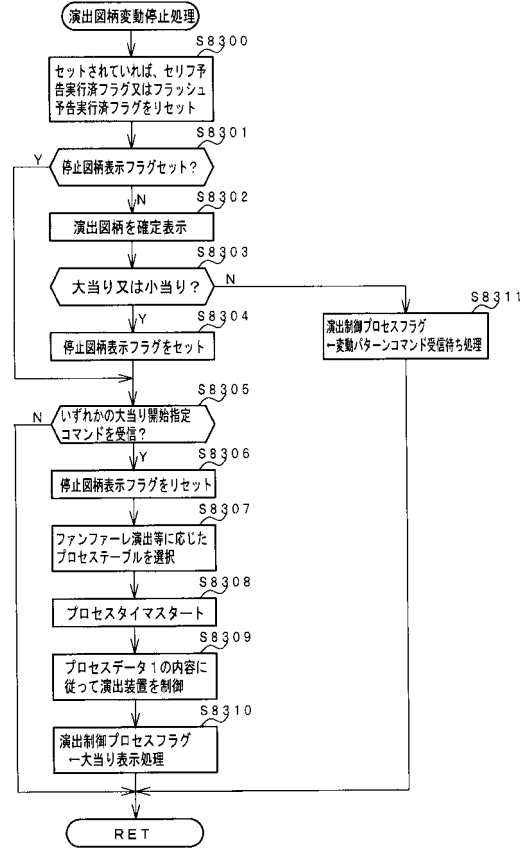 演出図柄変動停止処理
S8300
セットされていれば、セリフ予
告実行済フラグ又はフラッシュ
予告実行済フラグをリセット
S8301
Y
停止図柄表示フラグセット?
N
S8302
演出図柄を確定表示
S8303
大当り又は小当り?
N
Y
S8311
演出制御プロセスフラグ
←変動パターンコマンド受信待ち処理
S8304
停止図柄表示フラグをセット
S8305
N
いずれかの大当り開始指定
コマンドを受信?
Y
S8306
停止図柄表示フラグをリセット
S8307
ファンファーレ演出等に応じた
プロセステーブルを選択
S8308
プロセスタイマスタート
S8309
プロセスデータ1の内容に
従って演出装置を制御
S8310
演出制御プロセスフラグ
←大当り表示処理
RET